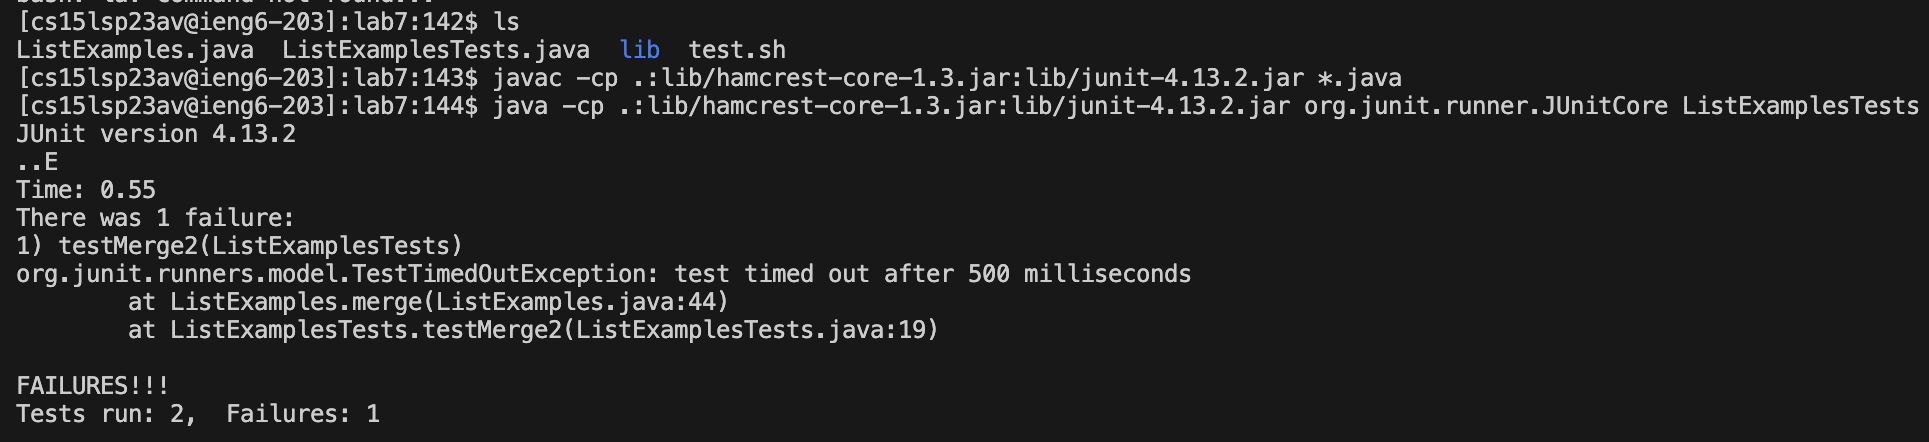 [cs15lsp23av@ieng6-203]:lab7:142$ ls
ListExamples.java  ListExamplesTests.java  lib  test.sh
[cs15lsp23av@ieng6-203]:lab7:143$ javac -cp .:lib/hamcrest-core-1.3.jar:lib/junit-4.13.2.jar *.java
[cs15lsp23av@ieng6-203]:lab7:144$ java -cp .:lib/hamcrest-core-1.3.jar:lib/junit-4.13.2.jar org.junit.runner.JUnitCore ListExamplesTests
JUnit version 4.13.2
..E
Time: 0.55
There was 1 failure:
1) testMerge2(ListExamplesTests)
org.junit.runners.model.TestTimedOutException: test timed out after 500 milliseconds
        at ListExamples.merge(ListExamples.java:44)
        at ListExamplesTests.testMerge2(ListExamplesTests.java:19)

FAILURES!!!
Tests run: 2,  Failures: 1